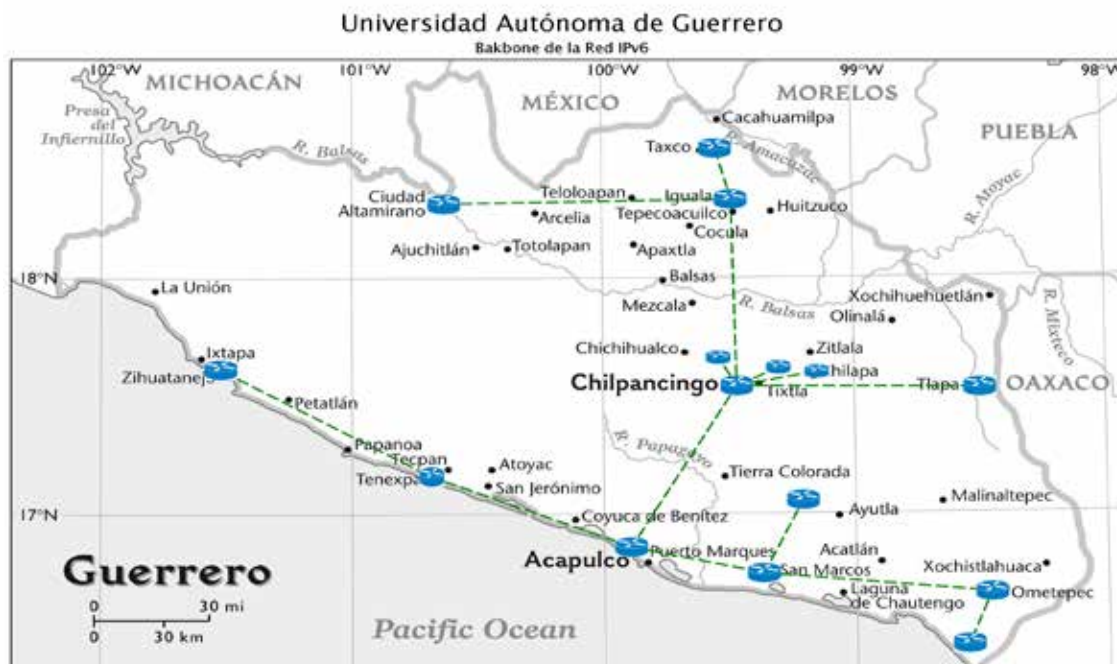 Universidad Autónoma de Guerrero
Bakbone de la Red IPv6
102°W
101°W
100°W
99°W
98°W
MICHOACÁN
MÉXICO
MORELOS
PUEBLA
Presa
del
Infiernillo
R. Balsas
Cacahuamilpa
Taxco
R. Amacuzac
R. Atoyac
Ciudad
Altamirano
Teloloapan
Iguala
Arcelia
Tepecoacuilco
Huitzuco
Cocula
Ajuchitlán
Totolapan
Apaxtla
18°N
La Unión
Balsas
Mezcala
R. Balsas
Xochihuehuetlán
Olinalá
R. Mixteco
Ixtapa
Zihuatanejo
Chichihualco
Zitlala
Chilapa
Chilpancingo
Tixtla
Tlapa
OAXACO
Petatlán
Papanoa
R. Papagayo
Tecpan
Atoyac
Tierra Colorada
Tenexpa
San Jerónimo
Malinaltepec
17°N
Coyuca de Benítez
Ayutla
Acapulco
Puerto Marques
Acatlán
Xochistlahuaca
San Marcos
Guerrero
Laguna
de Chautengo
Ometepec
0 30 mi
0 30 km
Pacific Ocean